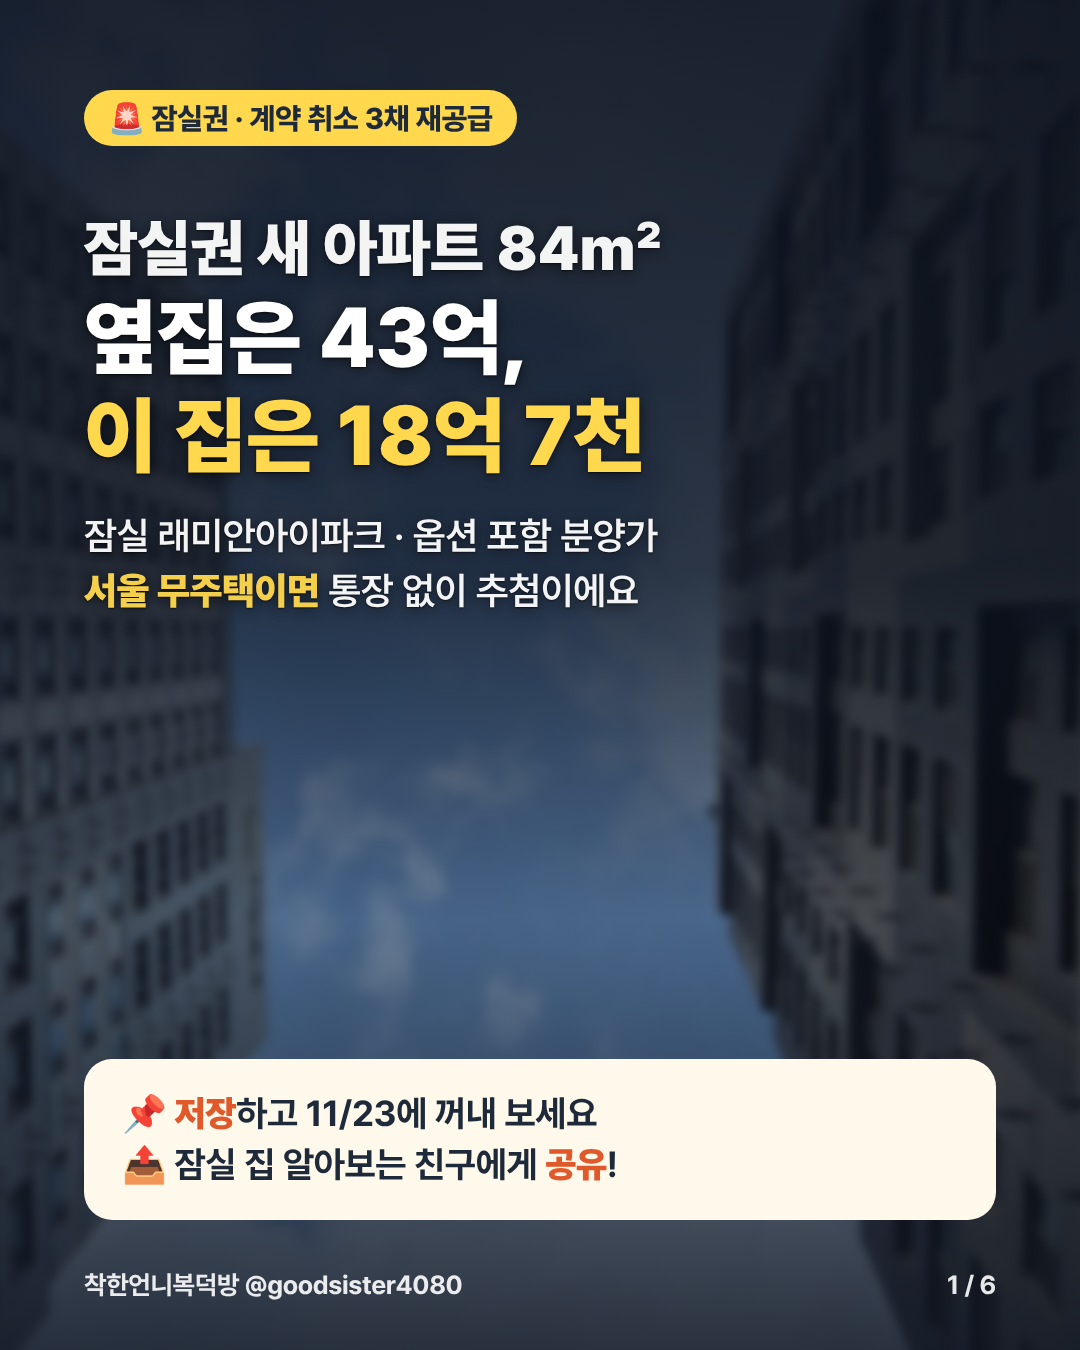 🚨 잠실권 · 계약 취소 3채 재공급
잠실권 새 아파트 84m²
옆집은 43억,
이 집은 18억 7천
잠실 래미안아이파크 · 옵션 포함 분양가
서울 무주택이면 통장 없이 추첨이에요
📌 저장하고 11/23에 꺼내 보세요
📤 잠실 집 알아보는 친구에게 공유!
착한언니복덕방 @goodsister4080
1 / 6